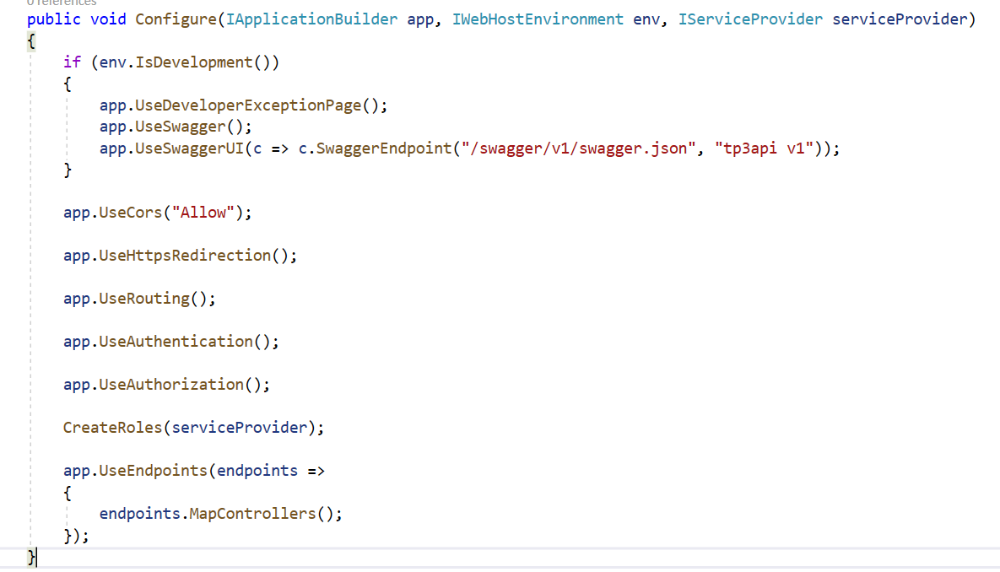 0 references
public void Configure(IApplicationBuilder app, IWebHostEnvironment env, IServiceProvider serviceProvider)
{
    if (env.IsDevelopment())
    {
        app.UseDeveloperExceptionPage();
        app.UseSwagger();
        app.UseSwaggerUI(c => c.SwaggerEndpoint("/swagger/v1/swagger.json", "tp3api v1"));
    }
    app.UseCors("Allow");
    app.UseHttpsRedirection();
    app.UseRouting();
    app.UseAuthentication();
    app.UseAuthorization();
    CreateRoles(serviceProvider);
    app.UseEndpoints(endpoints =>
    {
        endpoints.MapControllers();
    });
}